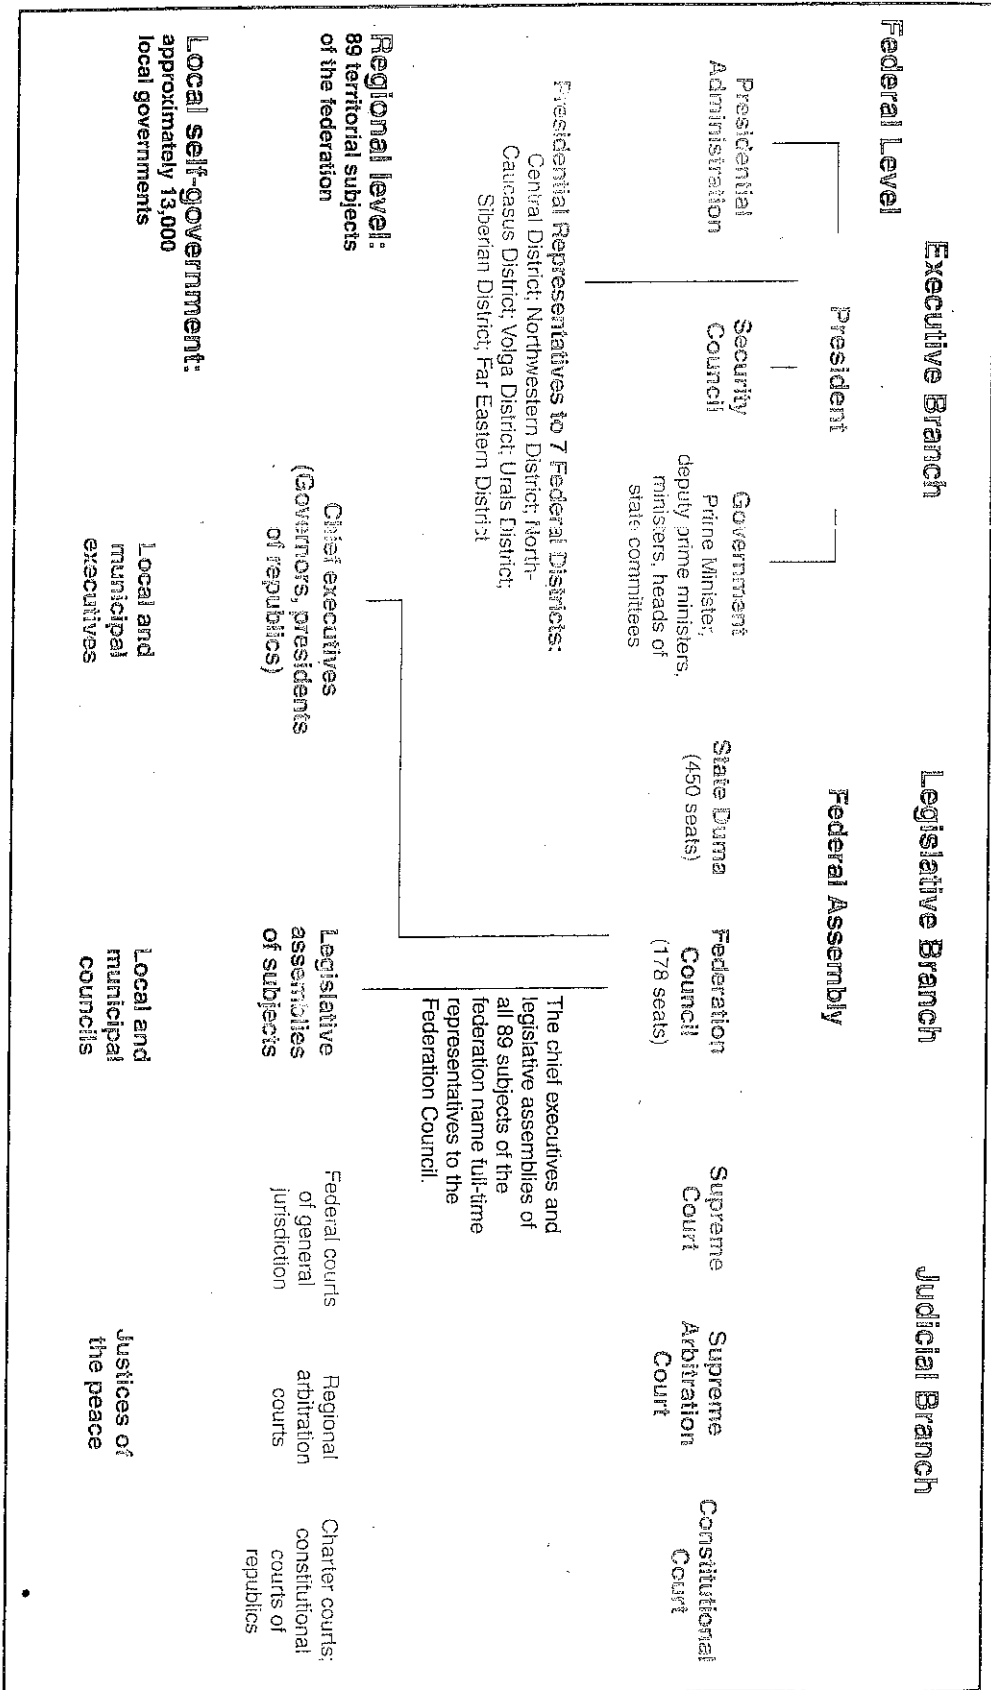 Executive Branch
Legislative Branch
Judicial Branch
Federal Level
President
Federal Assembly
Presidential
Administration
Security
Council
Government
Prime Minister,
deputy prime ministers,
ministers, heads of
state committees
State Duma
(450 seats)
Federation
Council
(178 seats)
Supreme
Court
Supreme
Arbitration
Court
Constitutional
Court
Presidential Representatives to 7 Federal Districts:
Central District; Northwestern District; North-
Caucasus District; Volga District; Urals District;
Siberian District; Far Eastern District
The chief executives and
legislative assemblies of
all 89 subjects of the
federation name full-time
representatives to the
Federation Council.
Regional level:
89 territorial subjects
of the federation
Chief executives
(Governors, presidents
of republics)
Legislative
assemblies
of subjects
Federal courts
of general
jurisdiction
Regional
arbitration
courts
Charter courts;
constitutional
courts of
republics
Local self-government:
approximately 13,000
local governments
Local and
municipal
executives
Local and
municipal
councils
Justices of
the peace